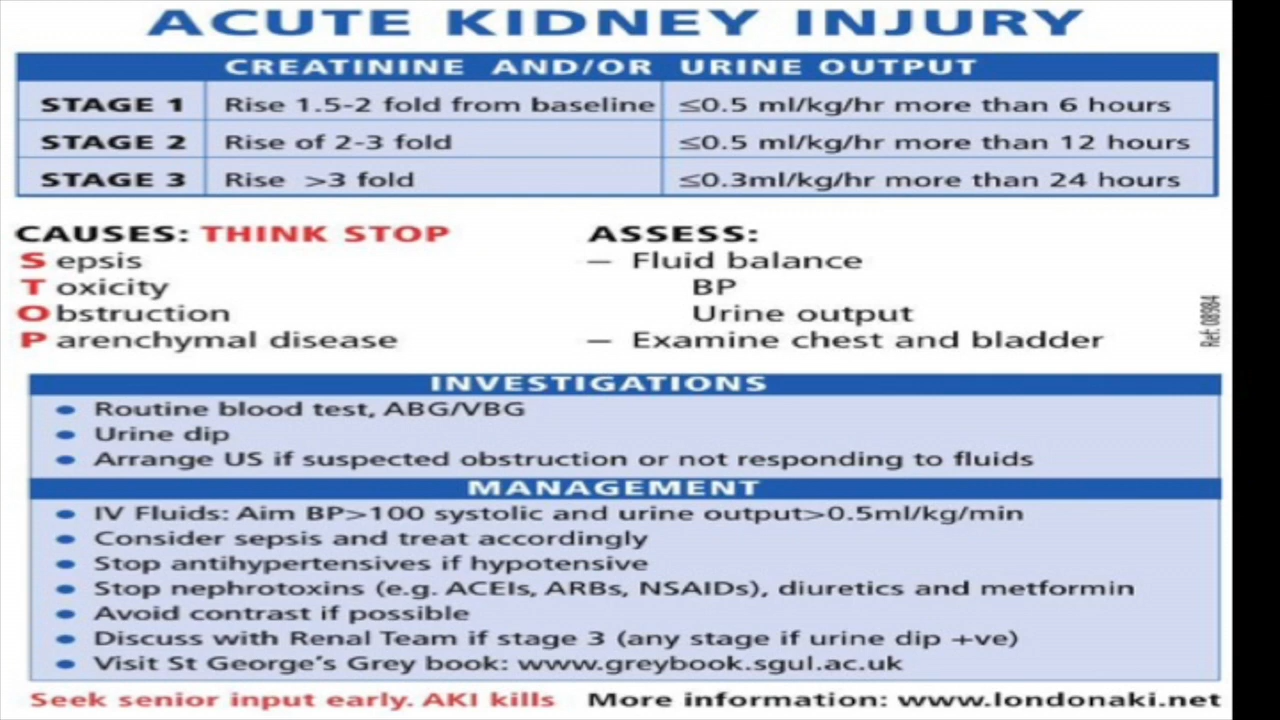 ACUTE KIDNEY INJURY
CREATININE AND/OR URINE OUTPUT
STAGE 1 Rise 1.5-2 fold from baseline ≤0.5 ml/kg/hr more than 6 hours
STAGE 2 Rise of 2-3 fold ≤0.5 ml/kg/hr more than 12 hours
STAGE 3 Rise >3 fold ≤0.3ml/kg/hr more than 24 hours
CAUSES: THINK STOP
Sepsis
Toxicity
Obstruction
Parenchymal disease
ASSESS:
– Fluid balance
BP
Urine output
– Examine chest and bladder
Ref: 08984
INVESTIGATIONS
• Routine blood test, ABG/VBG
• Urine dip
• Arrange US if suspected obstruction or not responding to fluids
MANAGEMENT
• IV Fluids: Aim BP>100 systolic and urine output>0.5ml/kg/min
• Consider sepsis and treat accordingly
• Stop antihypertensives if hypotensive
• Stop nephrotoxins (e.g. ACEIs, ARBs, NSAIDs), diuretics and metformin
• Avoid contrast if possible
• Discuss with Renal Team if stage 3 (any stage if urine dip +ve)
• Visit St George's Grey book: www.greybook.sgul.ac.uk
Seek senior input early. AKI kills More information: www.londonaki.net